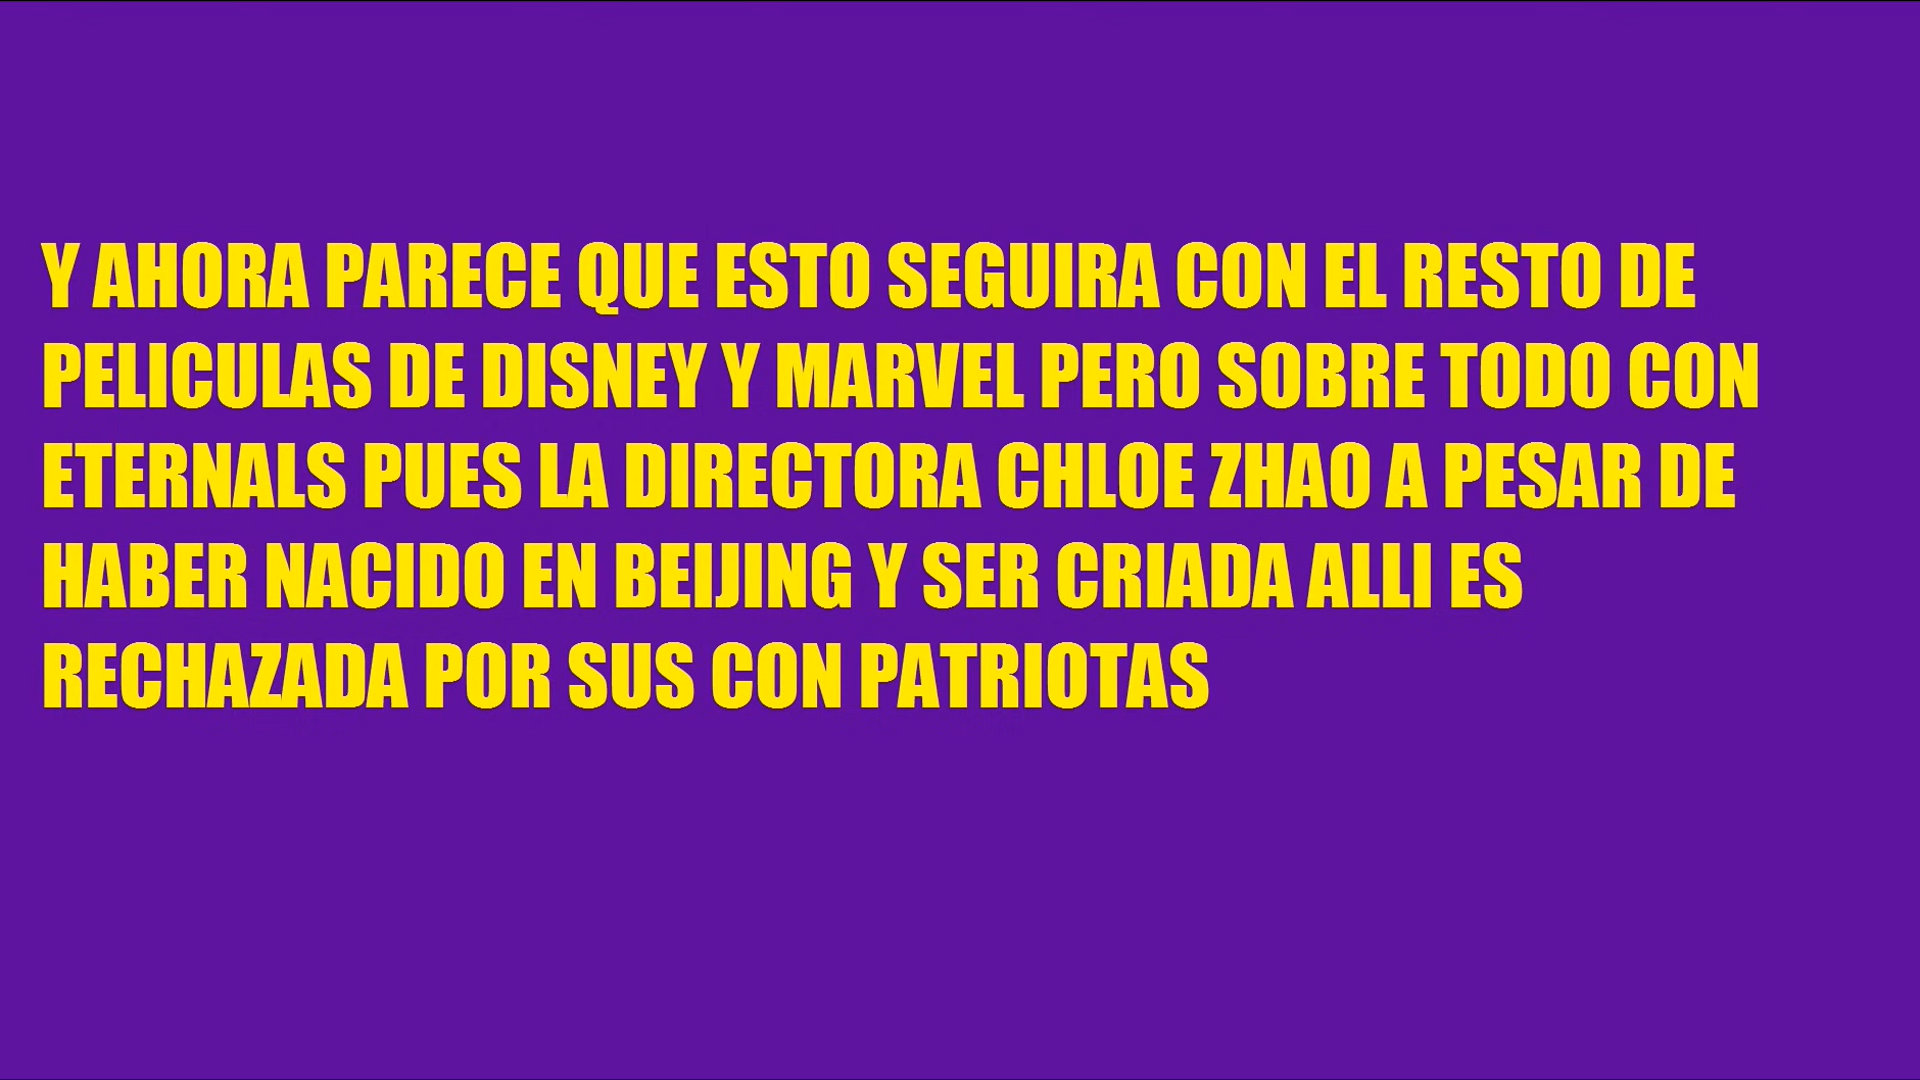 Y AHORA PARECE QUE ESTO SEGUIRA CON EL RESTO DE
PELICULAS DE DISNEY Y MARVEL PERO SOBRE TODO CON
ETERNALS PUES LA DIRECTORA CHLOE ZHAO A PESAR DE
HABER NACIDO EN BEIJING Y SER CRIADA ALLI ES
RECHAZADA POR SUS CON PATRIOTAS